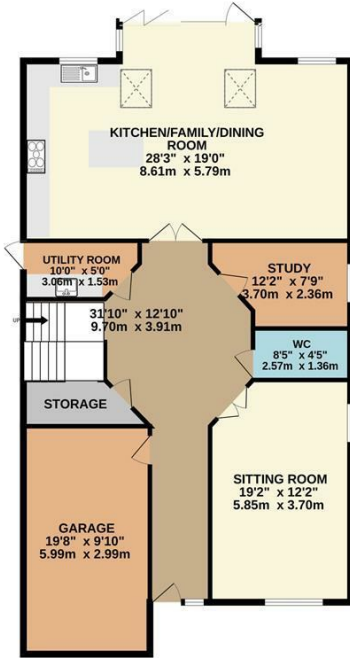 KITCHEN/FAMILY/DINING
ROOM
28'3" x 19'0"
8.61m x 5.79m
UTILITY ROOM
10'0" x 5'0"
3.06m x 1.53m
STUDY
12'2" x 7'9"
3.70m x 2.36m
31'10" x 12'10"
9.70m x 3.91m
UP
WC
8'5" x 4'5"
2.57m x 1.36m
STORAGE
SITTING ROOM
19'2" x 12'2"
5.85m x 3.70m
GARAGE
19'8" x 9'10"
5.99m x 2.99m